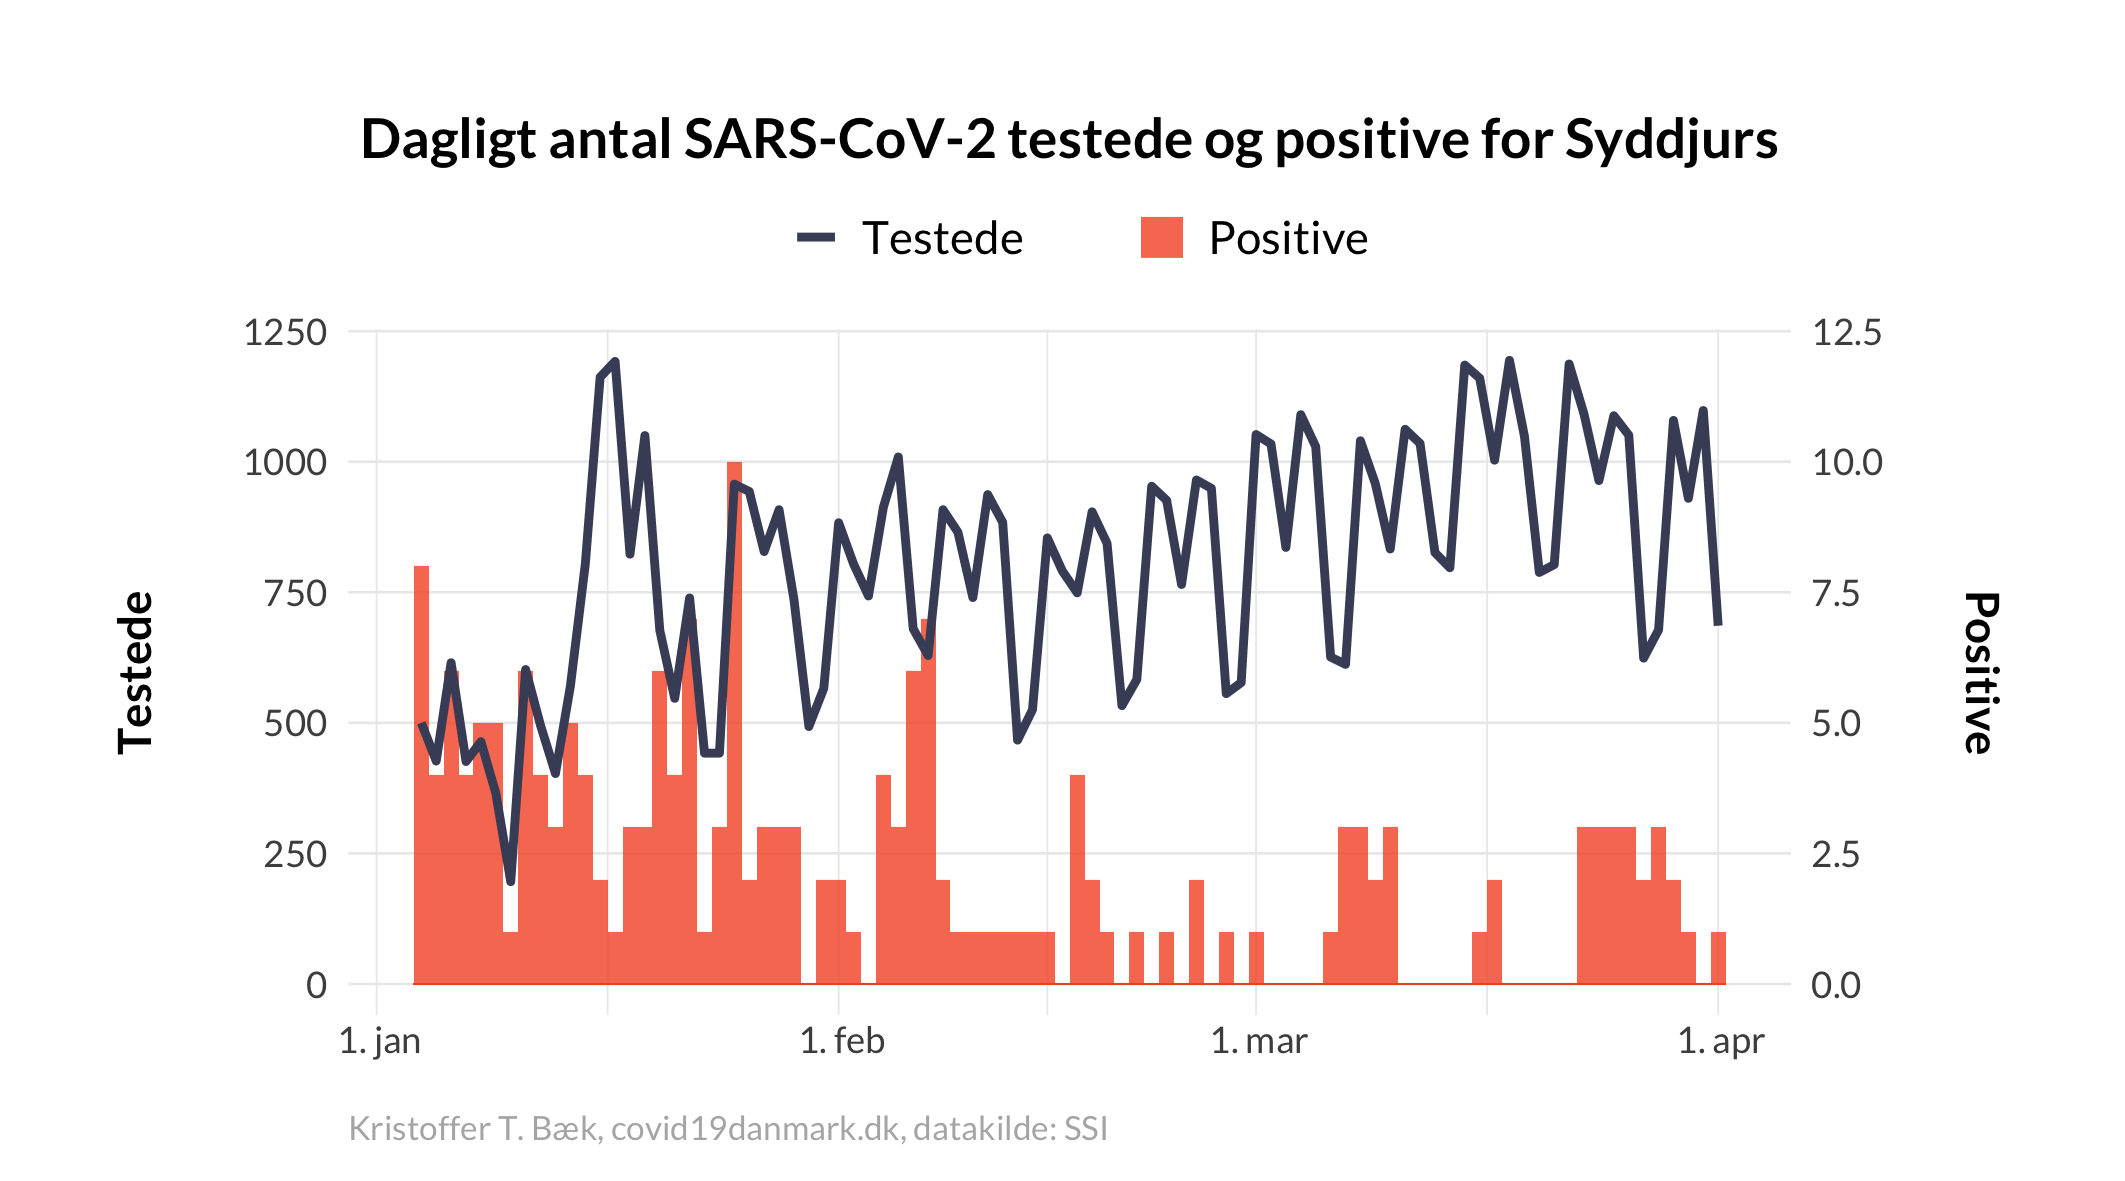 Dagligt antal SARS-CoV-2 testede og positive for Syddjurs
Testede
Positive
1250
1000
750
500
250
0
Testede
12.5
10.0
7.5
5.0
2.5
0.0
Positive
1. jan
1. feb
1. mar
1. apr
Kristoffer T. Bæk, covid19danmark.dk, datakilde: SSI